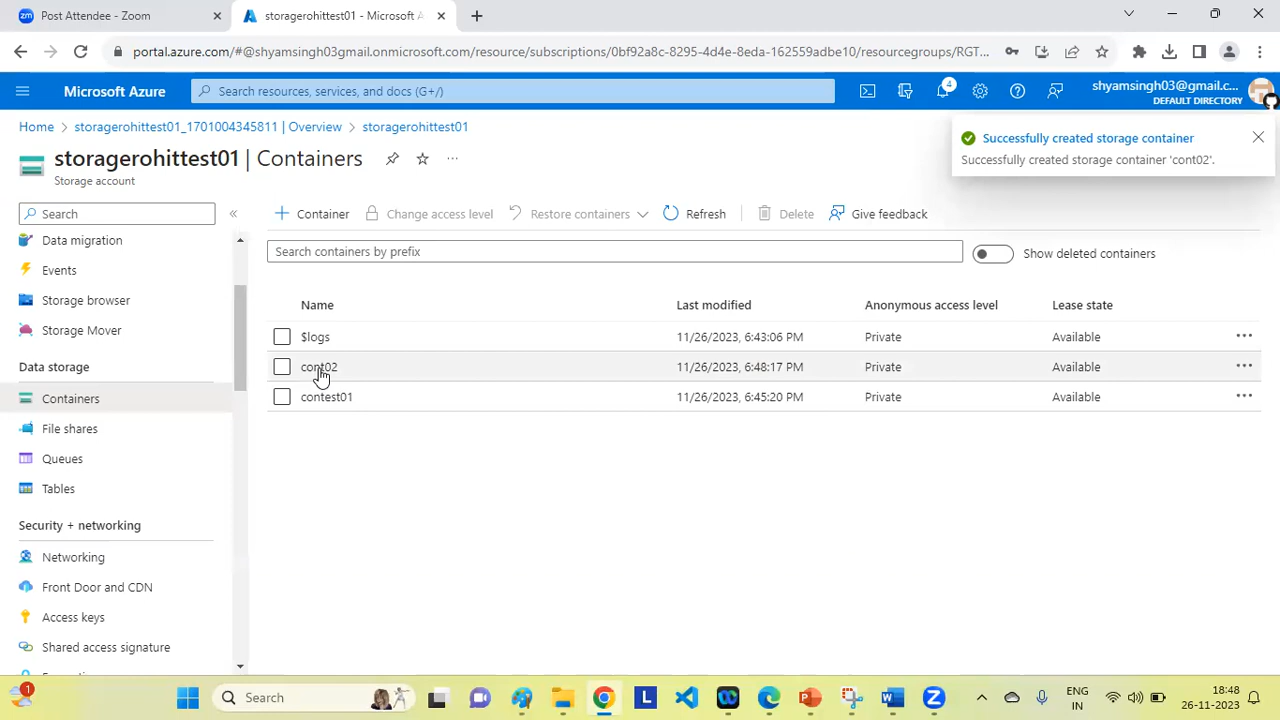 Post Attendee - Zoom
storagerohittest01 - Microsoft A
portal.azure.com/#@shyamsingh03gmail.onmicrosoft.com/resource/subscriptions/0bf92a8c-8295-4d4e-8eda-162559adbe10/resourcegroups/RGT...
Microsoft Azure
Search resources, services, and docs (G+/)
4
shyamsingh03@gmail.c...
DEFAULT DIRECTORY
Home > storagerohittest01_1701004345811 | Overview > storagerohittest01
Successfully created storage container
Successfully created storage container 'cont02'.
storagerohittest01 | Containers
Storage account
Search
Container
Change access level
Restore containers
Refresh
Delete
Give feedback
Data migration
Events
Storage browser
Storage Mover
Data storage
Containers
File shares
Queues
Tables
Security + networking
Networking
Front Door and CDN
Access keys
Shared access signature
Search containers by prefix
Show deleted containers
Name Last modified Anonymous access level Lease state
$logs 11/26/2023, 6:43:06 PM Private Available
cont02 11/26/2023, 6:48:17 PM Private Available
contest01 11/26/2023, 6:45:20 PM Private Available
1
Search
ENG
IN
18:48
26-11-2023